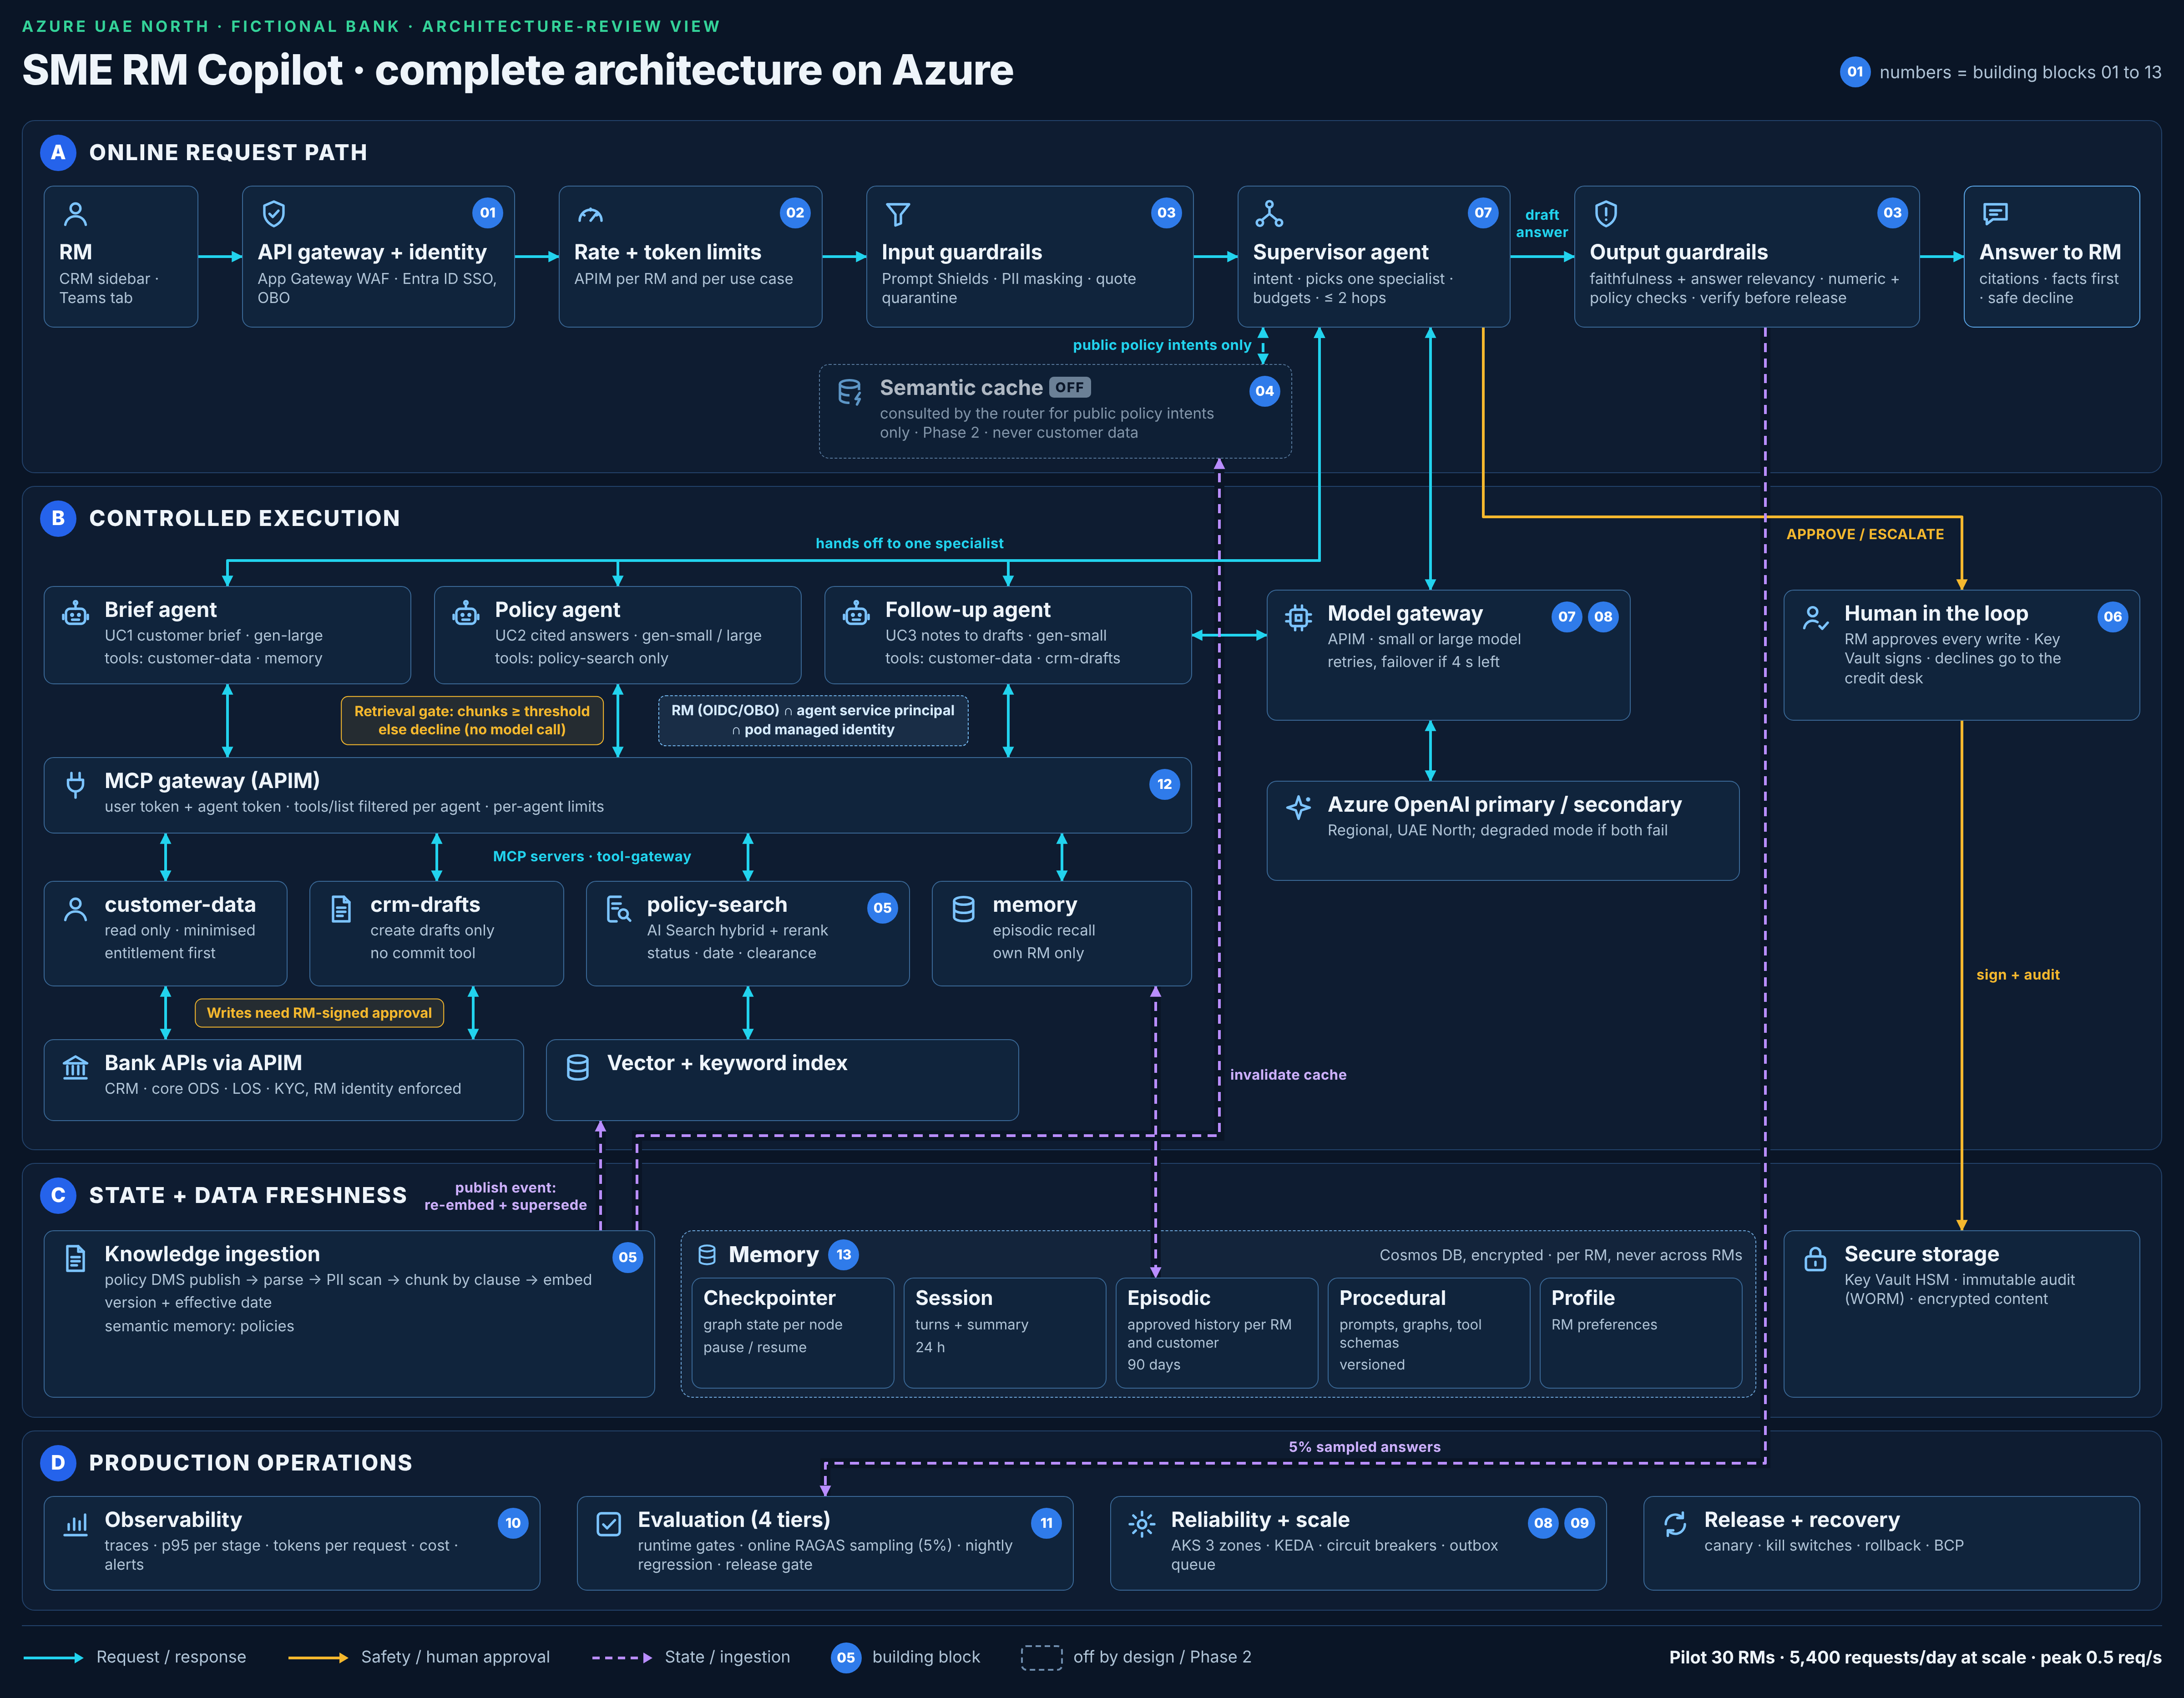 AZURE UAE NORTH · FICTIONAL BANK · ARCHITECTURE-REVIEW VIEW
SME RM Copilot · complete architecture on Azure
01 numbers = building blocks 01 to 13
A ONLINE REQUEST PATH
RM
CRM sidebar ·
Teams tab
01
API gateway + identity
App Gateway WAF · Entra ID SSO,
OBO
02
Rate + token limits
APIM per RM and per use case
03
Input guardrails
Prompt Shields · PII masking · quote
quarantine
07
Supervisor agent
intent · picks one specialist ·
budgets · ≤ 2 hops
draft
answer
03
Output guardrails
faithfulness + answer relevancy · numeric +
policy checks · verify before release
Answer to RM
citations · facts first
· safe decline
public policy intents only
Semantic cache OFF
04
consulted by the router for public policy intents
only · Phase 2 · never customer data
B CONTROLLED EXECUTION
hands off to one specialist
APPROVE / ESCALATE
Brief agent
UC1 customer brief · gen-large
tools: customer-data · memory
Policy agent
UC2 cited answers · gen-small / large
tools: policy-search only
Follow-up agent
UC3 notes to drafts · gen-small
tools: customer-data · crm-drafts
Model gateway
07 08
APIM · small or large model
retries, failover if 4 s left
Human in the loop
06
RM approves every write · Key
Vault signs · declines go to the
credit desk
Retrieval gate: chunks ≥ threshold
else decline (no model call)
RM (OIDC/OBO) ∩ agent service principal
∩ pod managed identity
MCP gateway (APIM)
12
user token + agent token · tools/list filtered per agent · per-agent limits
Azure OpenAI primary / secondary
Regional, UAE North; degraded mode if both fail
MCP servers · tool-gateway
customer-data
read only · minimised
entitlement first
crm-drafts
create drafts only
no commit tool
policy-search
05
AI Search hybrid + rerank
status · date · clearance
memory
episodic recall
own RM only
sign + audit
Writes need RM-signed approval
Bank APIs via APIM
CRM · core ODS · LOS · KYC, RM identity enforced
Vector + keyword index
invalidate cache
C STATE + DATA FRESHNESS
publish event:
re-embed + supersede
Knowledge ingestion
05
policy DMS publish → parse → PII scan → chunk by clause → embed
version + effective date
semantic memory: policies
Memory 13
Cosmos DB, encrypted · per RM, never across RMs
Checkpointer
graph state per node
pause / resume
Session
turns + summary
24 h
Episodic
approved history per RM
and customer
90 days
Procedural
prompts, graphs, tool
schemas
versioned
Profile
RM preferences
Secure storage
Key Vault HSM · immutable audit
(WORM) · encrypted content
D PRODUCTION OPERATIONS
5% sampled answers
Observability
10
traces · p95 per stage · tokens per request · cost ·
alerts
Evaluation (4 tiers)
11
runtime gates · online RAGAS sampling (5%) · nightly
regression · release gate
Reliability + scale
08 09
AKS 3 zones · KEDA · circuit breakers · outbox
queue
Release + recovery
canary · kill switches · rollback · BCP
Request / response
Safety / human approval
State / ingestion
05 building block
off by design / Phase 2
Pilot 30 RMs · 5,400 requests/day at scale · peak 0.5 req/s